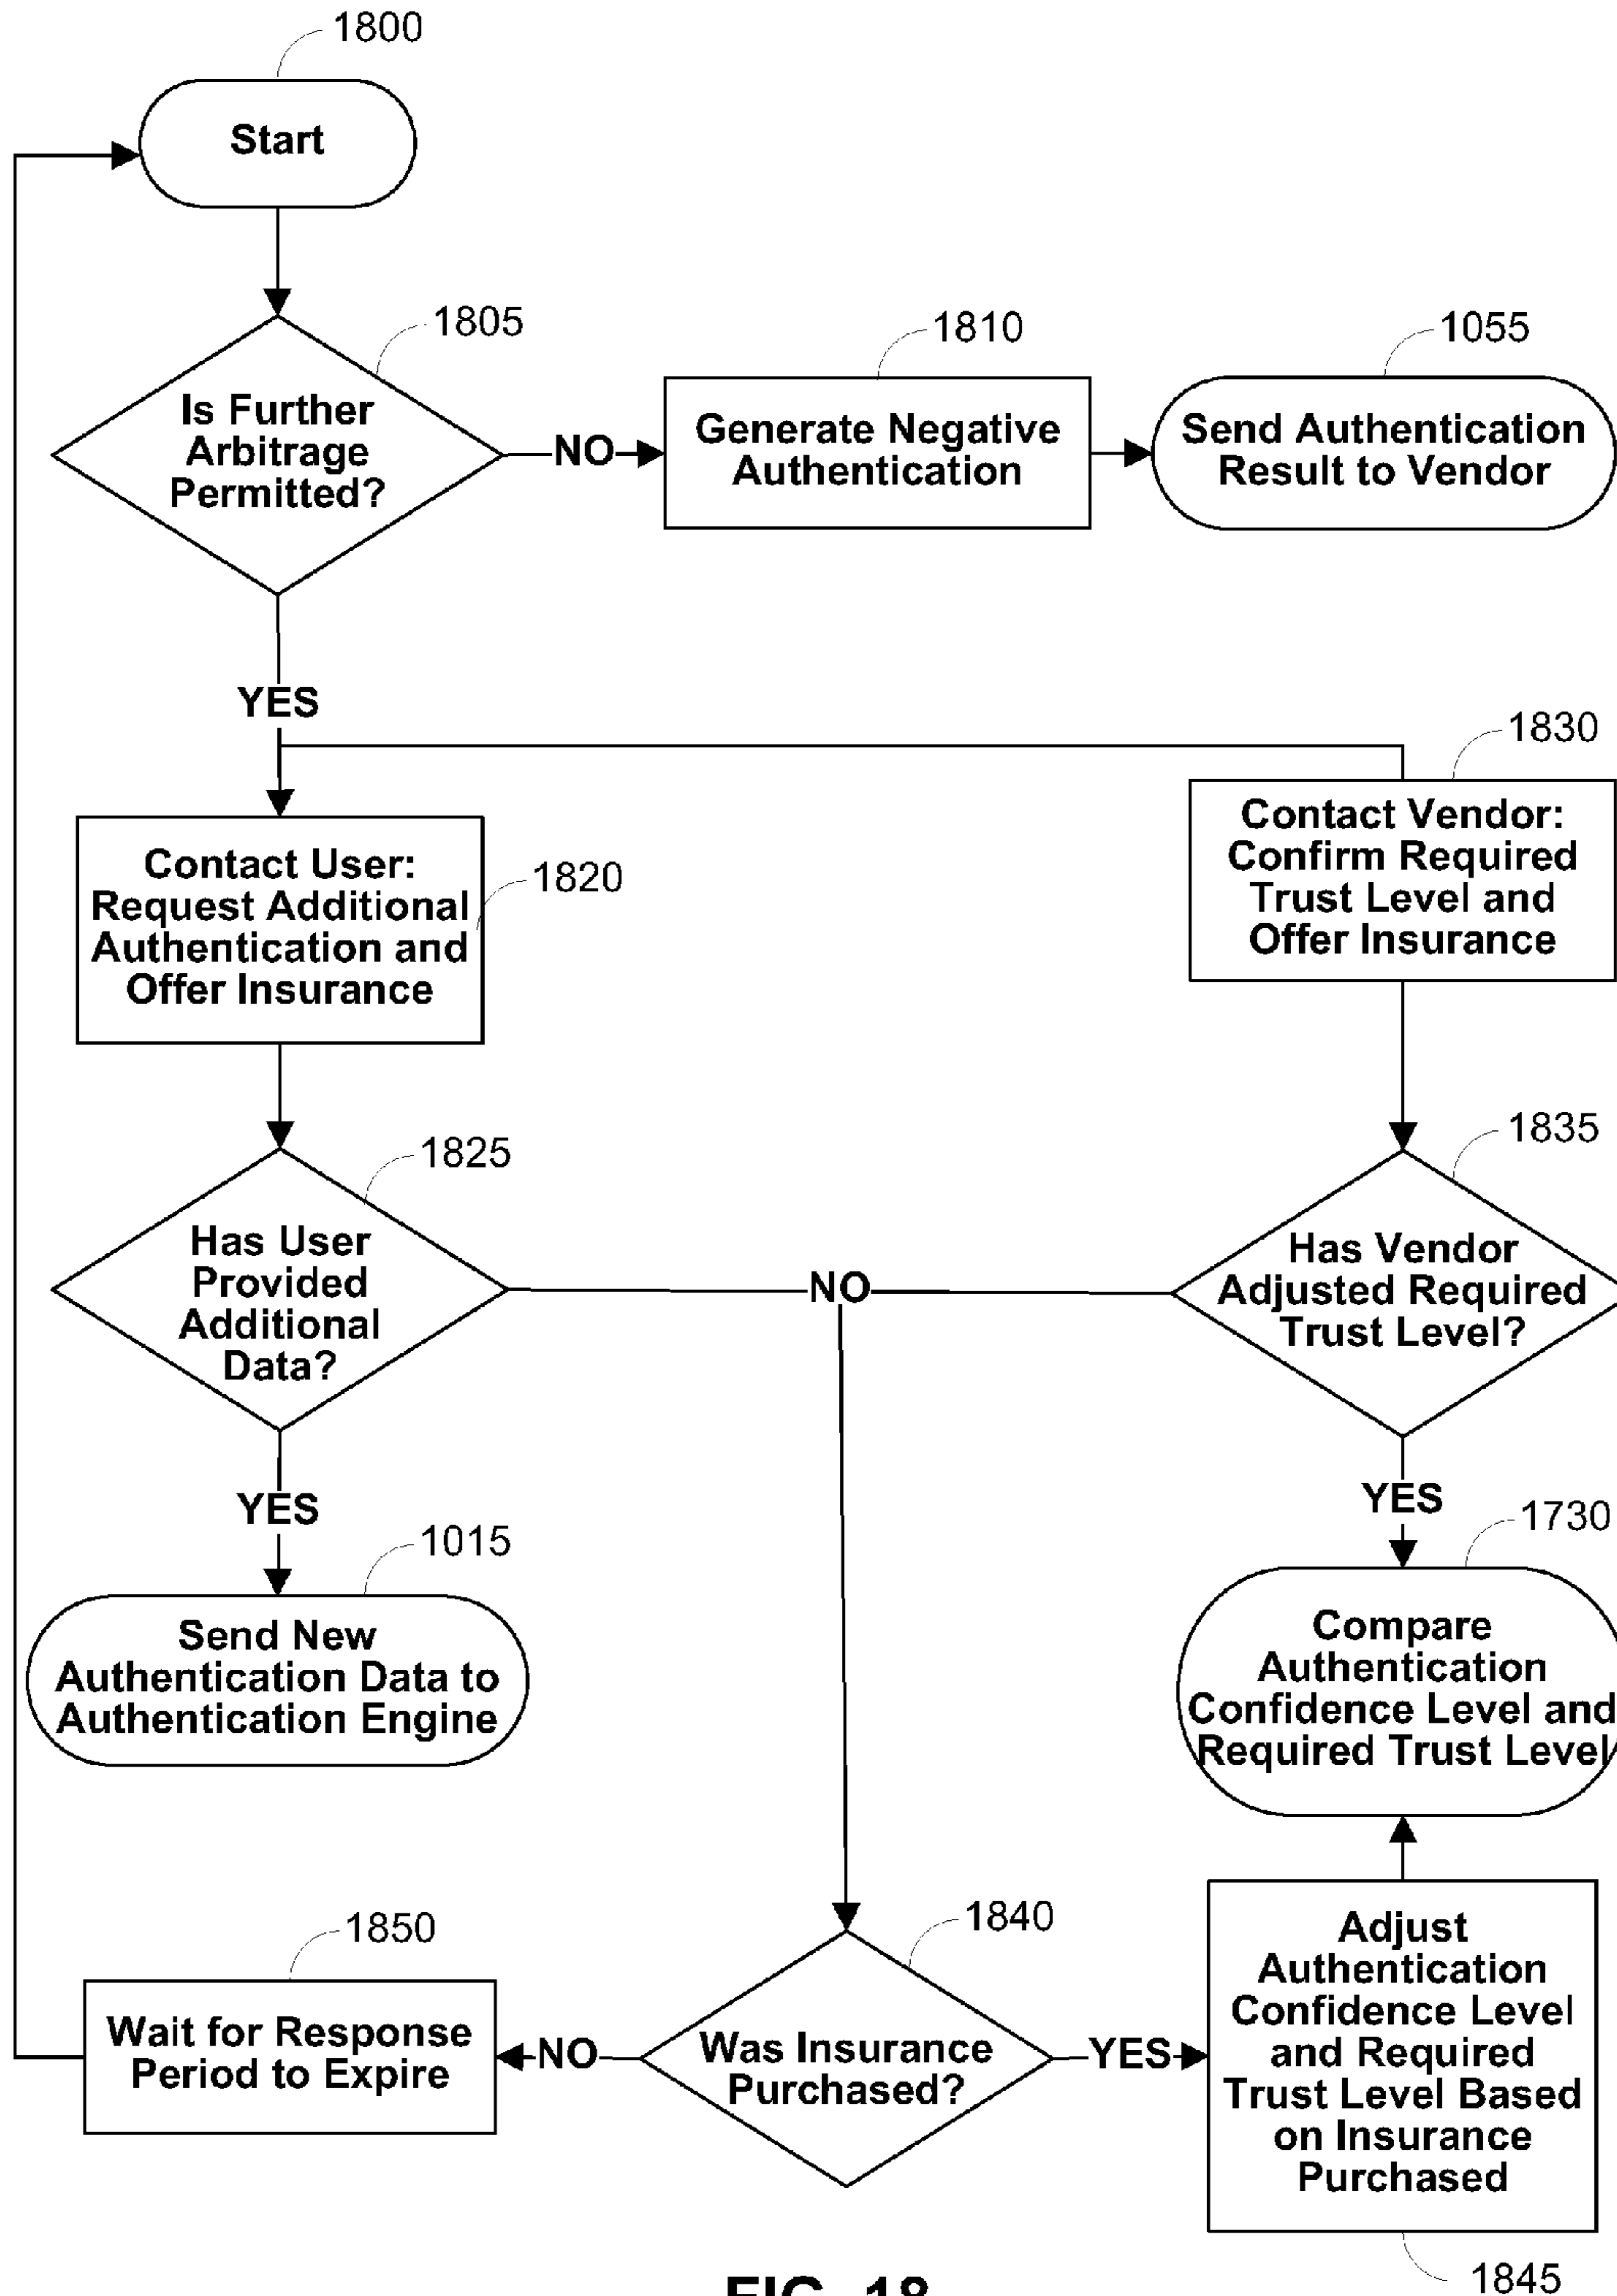 1800
Start
1805
Is Further
Arbitrage
Permitted?
NO
1810
Generate Negative
Authentication
1055
Send Authentication
Result to Vendor
YES
1820
Contact User:
Request Additional
Authentication and
Offer Insurance
1830
Contact Vendor:
Confirm Required
Trust Level and
Offer Insurance
1825
Has User
Provided
Additional
Data?
NO
1835
Has Vendor
Adjusted Required
Trust Level?
YES
1015
Send New
Authentication Data to
Authentication Engine
YES
1730
Compare
Authentication
Confidence Level and
Required Trust Level
1850
Wait for Response
Period to Expire
NO
1840
Was Insurance
Purchased?
YES
Adjust
Authentication
Confidence Level
and Required
Trust Level Based
on Insurance
Purchased
1845
FIG. 18